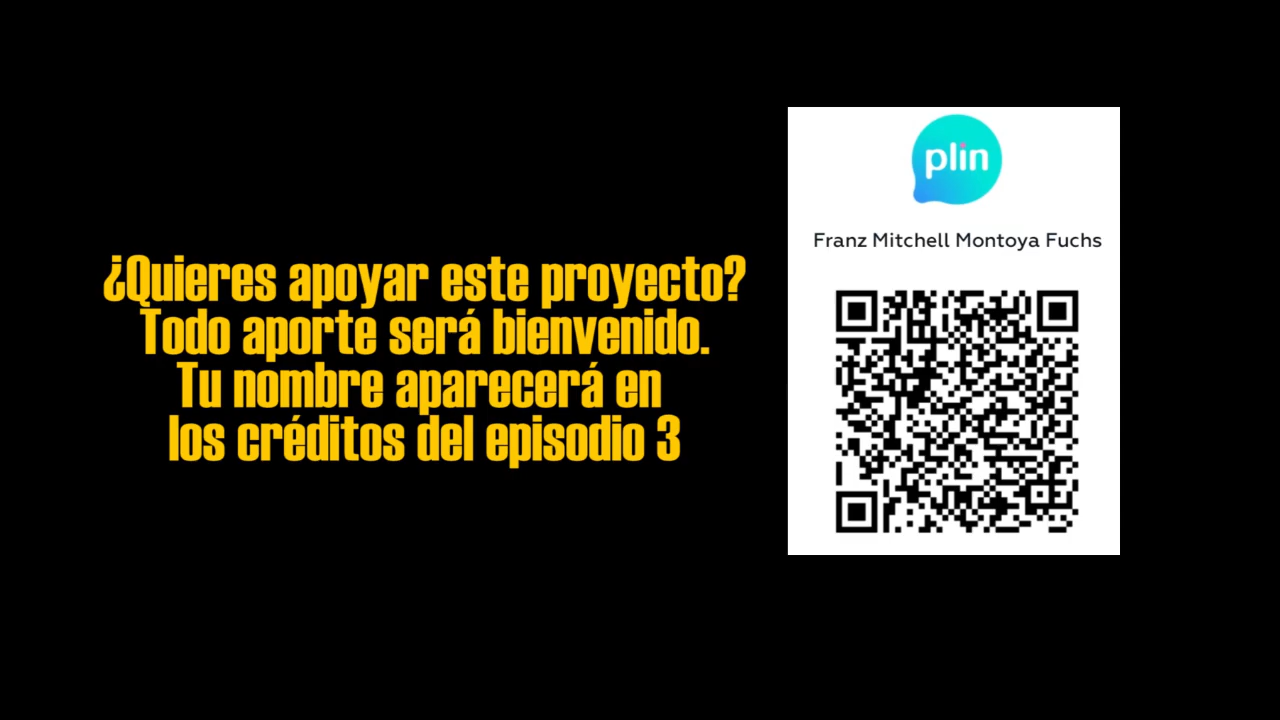 ¿Quieres apoyar este proyecto?
Todo aporte será bienvenido.
Tu nombre aparecerá en
los créditos del episodio 3
plin
Franz Mitchell Montoya Fuchs